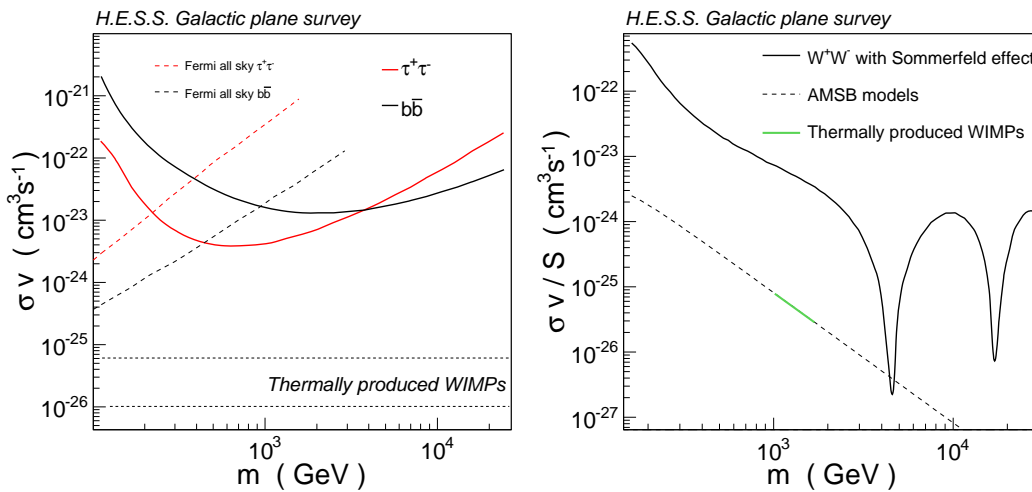 H.E.S.S. Galactic plane survey
σ v ( cm³s⁻¹)
10⁻²¹
10⁻²²
10⁻²³
10⁻²⁴
10⁻²⁵
10⁻²⁶
Fermi all sky τ⁺τ⁻
Fermi all sky bb̅
τ⁺τ⁻
bb̅
Thermally produced WIMPs
10³
10⁴
m ( GeV )
H.E.S.S. Galactic plane survey
σ v / S ( cm³s⁻¹)
10⁻²²
10⁻²³
10⁻²⁴
10⁻²⁵
10⁻²⁶
10⁻²⁷
W⁺W⁻ with Sommerfeld effect
AMSB models
Thermally produced WIMPs
10³
10⁴
m ( GeV )